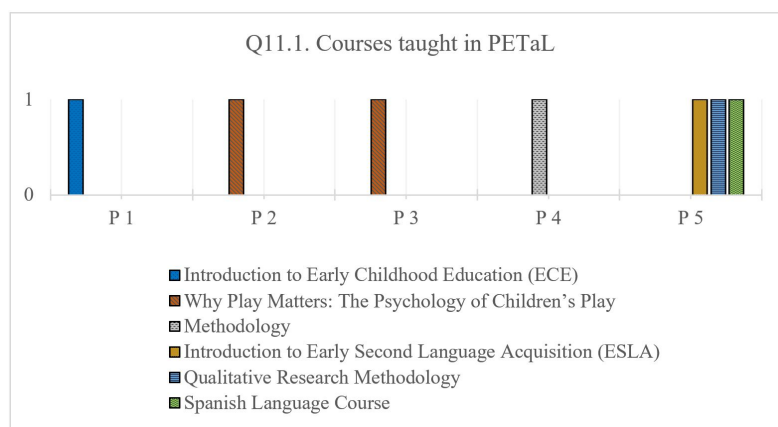 Q11.1. Courses taught in PETaL
1
0
P 1 P 2 P 3 P 4 P 5
Introduction to Early Childhood Education (ECE)
Why Play Matters: The Psychology of Children’s Play
Methodology
Introduction to Early Second Language Acquisition (ESLA)
Qualitative Research Methodology
Spanish Language Course